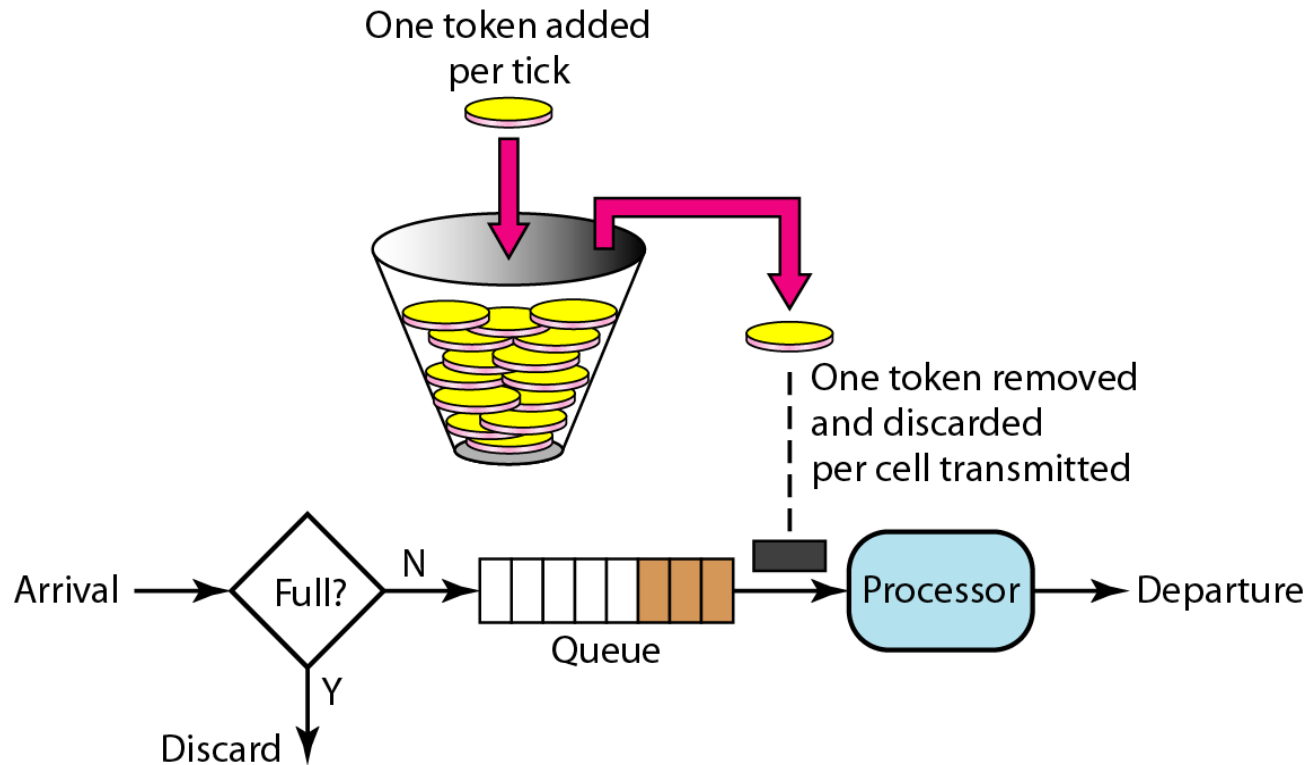 One token added
per tick
One token removed
and discarded
per cell transmitted
Arrival
Full?
N
Queue
Processor
Departure
Y
Discard